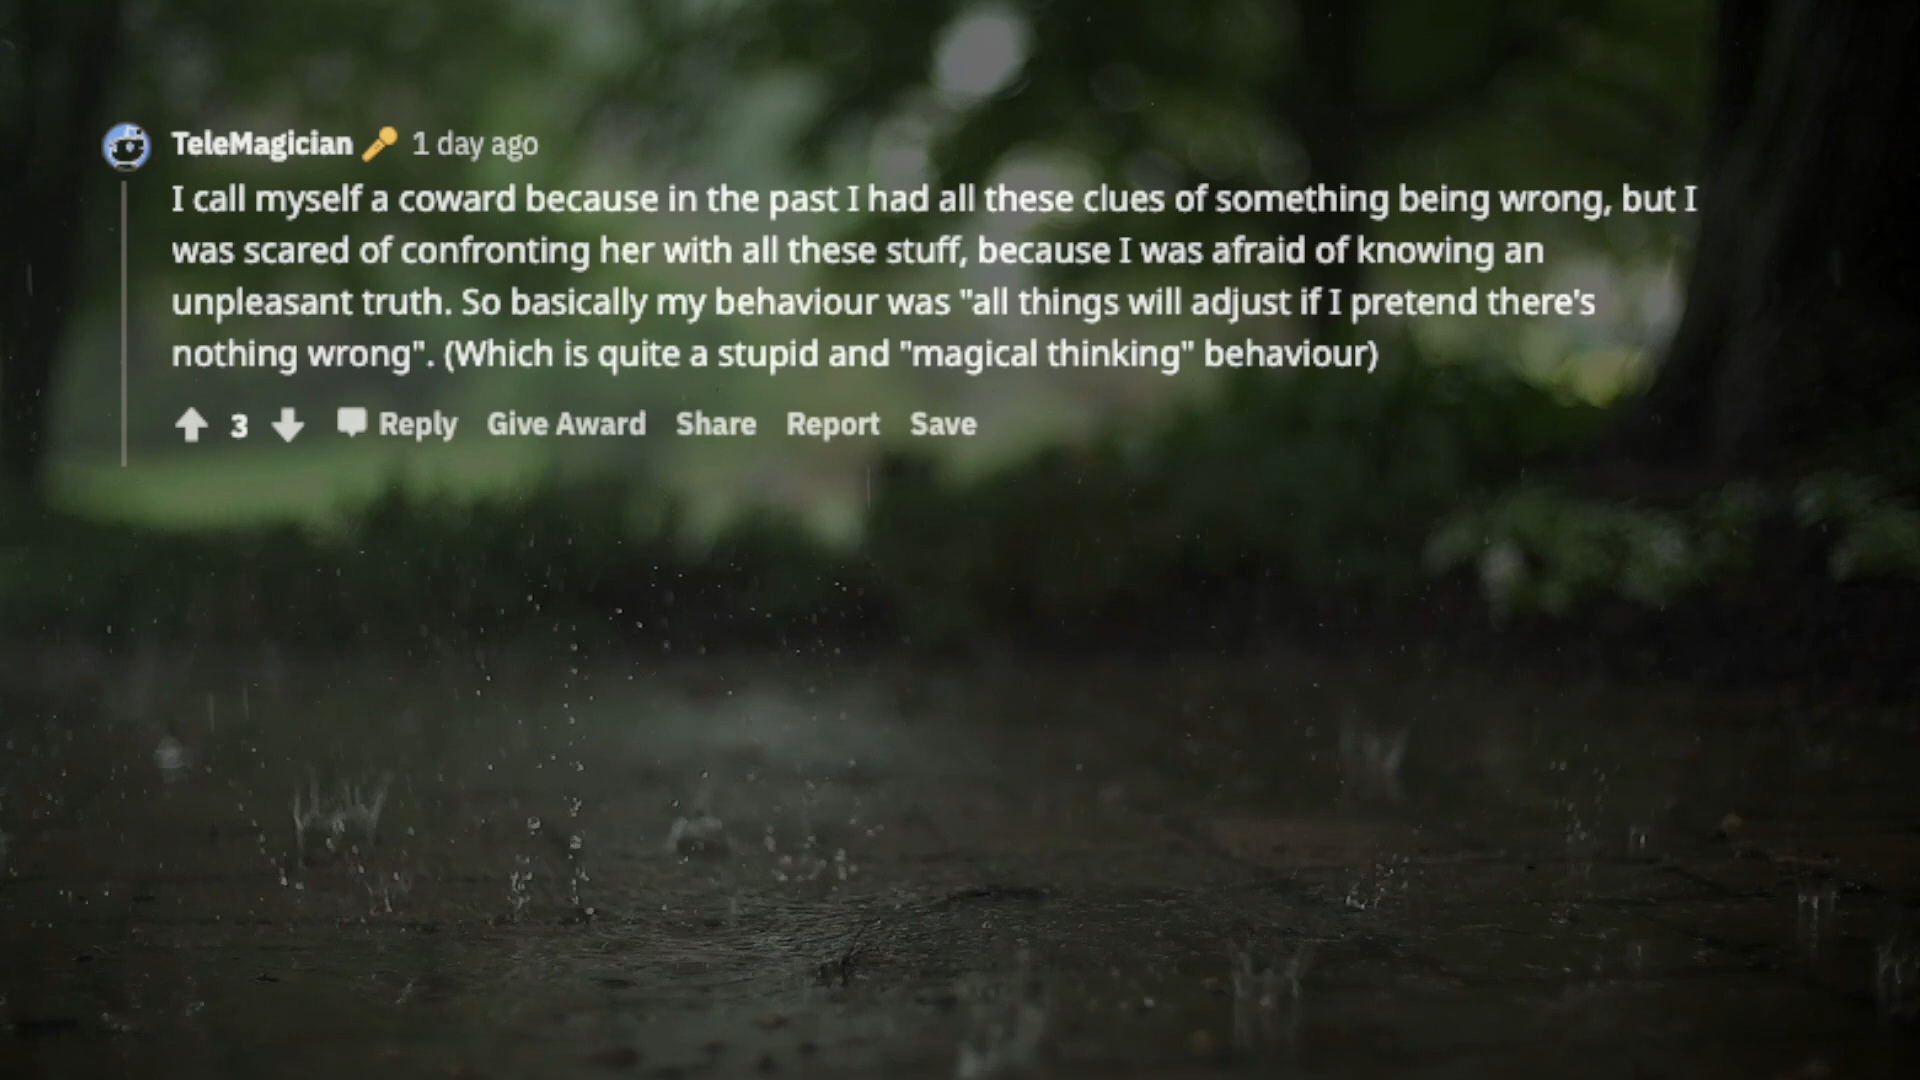 TeleMagician 🎤 1 day ago
I call myself a coward because in the past I had all these clues of something being wrong, but I
was scared of confronting her with all these stuff, because I was afraid of knowing an
unpleasant truth. So basically my behaviour was "all things will adjust if I pretend there's
nothing wrong". (Which is quite a stupid and "magical thinking" behaviour)
3 Reply Give Award Share Report Save